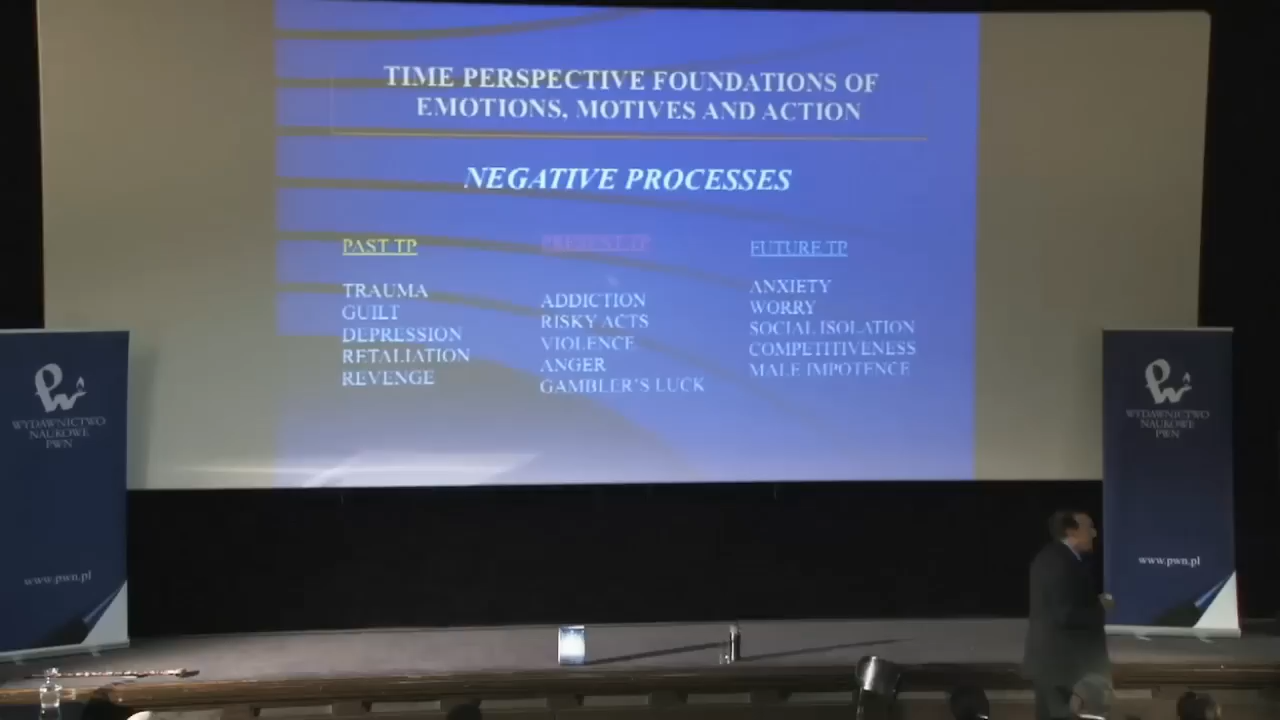 TIME PERSPECTIVE FOUNDATIONS OF
EMOTIONS, MOTIVES AND ACTION
NEGATIVE PROCESSES
PAST TP
TRAUMA
GUILT
DEPRESSION
RETALIATION
REVENGE
PRESENT TP
ADDICTION
RISKY ACTS
VIOLENCE
ANGER
GAMBLER'S LUCK
FUTURE TP
ANXIETY
WORRY
SOCIAL ISOLATION
COMPETITIVENESS
MALE IMPOTENCE
WYDAWNICTWO
NAUKOWE
PWN
www.pwn.pl
WYDAWNICTWO
NAUKOWE
PWN
www.pwn.pl